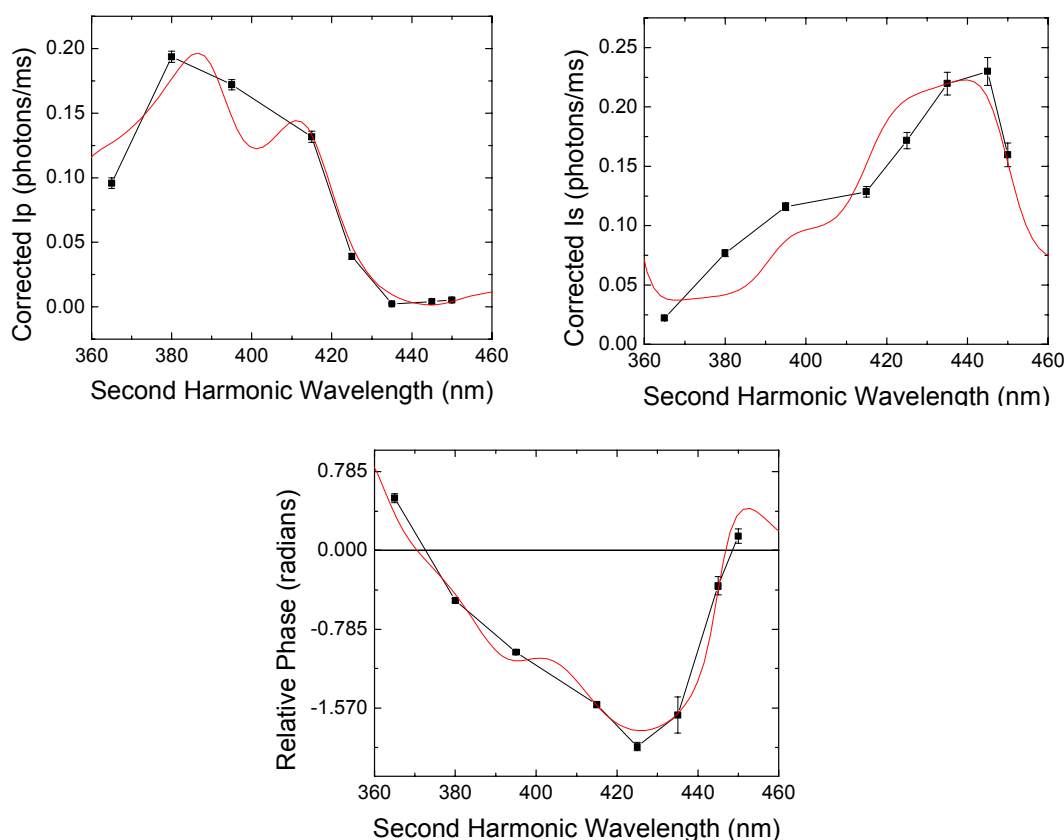 Corrected Ip (photons/ms)
0.20
0.15
0.10
0.05
0.00
360 380 400 420 440 460
Second Harmonic Wavelength (nm)
Corrected Is (photons/ms)
0.25
0.20
0.15
0.10
0.05
0.00
360 380 400 420 440 460
Second Harmonic Wavelength (nm)
Relative Phase (radians)
0.785
0.000
-0.785
-1.570
360 380 400 420 440 460
Second Harmonic Wavelength (nm)